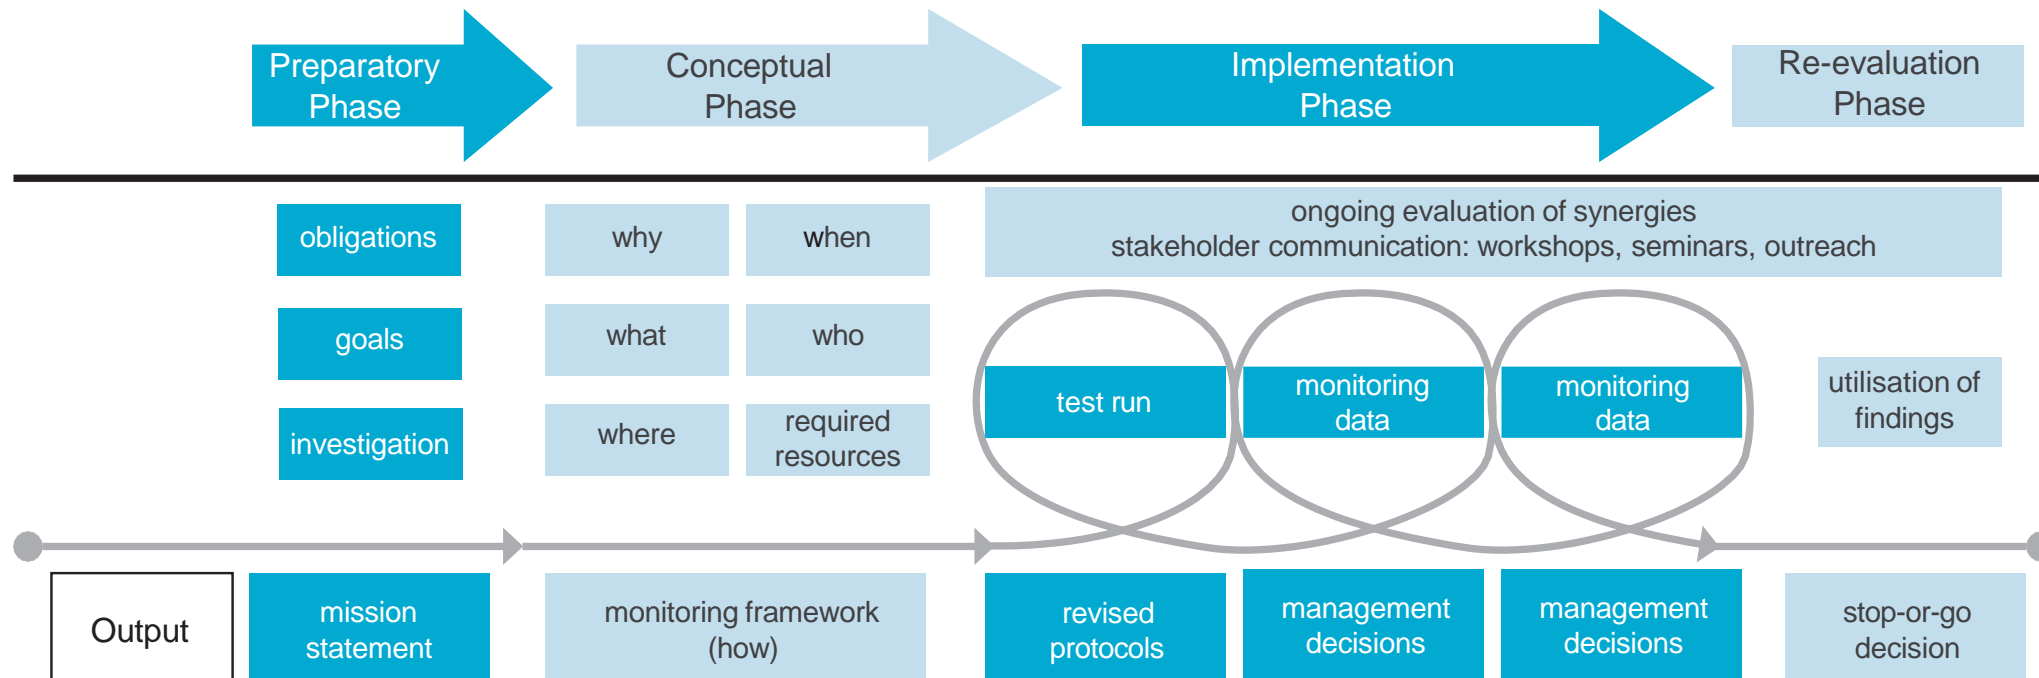 Preparatory
Phase
Conceptual
Phase
Implementation
Phase
Re-evaluation
Phase
obligations
why
when
ongoing evaluation of synergies
stakeholder communication: workshops, seminars, outreach
goals
what
who
test run
monitoring
data
monitoring
data
utilisation of
findings
investigation
where
required
resources
Output
mission
statement
monitoring framework
(how)
revised
protocols
management
decisions
management
decisions
stop-or-go
decision